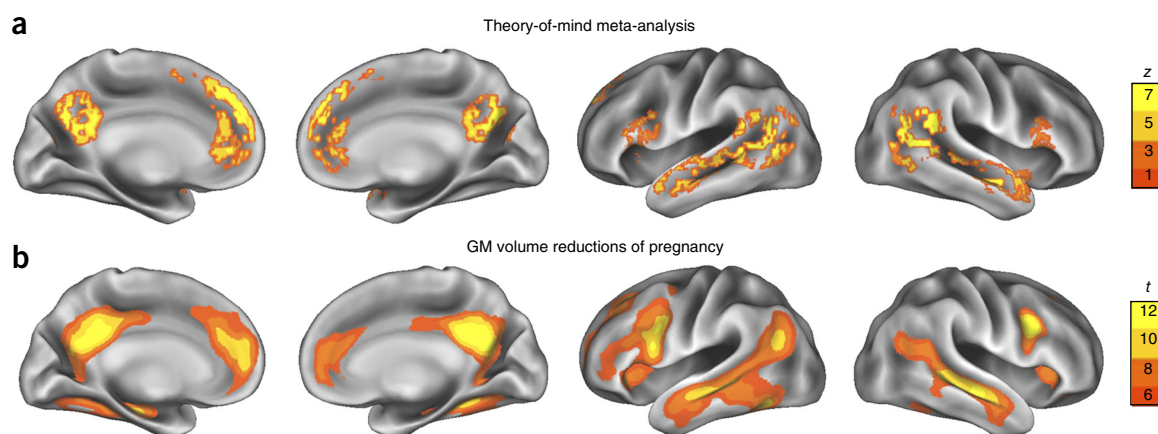 a
Theory-of-mind meta-analysis
z
7
5
3
1
b
GM volume reductions of pregnancy
t
12
10
8
6